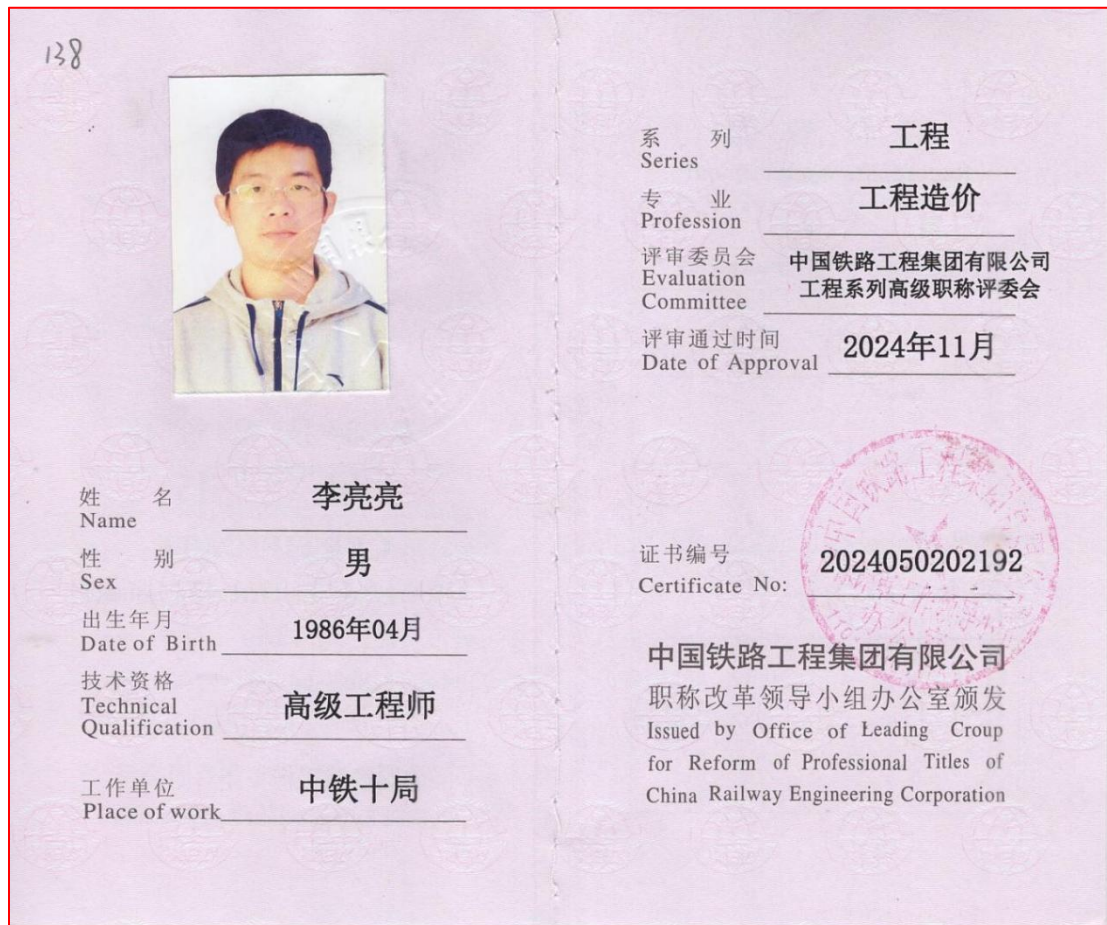 138
姓 名 李亮亮
Name
性 别 男
Sex
出生年月 1986年04月
Date of Birth
技术资格
Technical 高级工程师
Qualification
工作单位 中铁十局
Place of work
系 列 工程
Series
专 业 工程造价
Profession
评审委员会 中国铁路工程集团有限公司
Evaluation 工程系列高级职称评委会
Committee
评审通过时间 2024年11月
Date of Approval
证书编号 2024050202192
Certificate No:
中国铁路工程集团有限公司
职称改革领导小组办公室颁发
Issued by Office of Leading Croup
for Reform of Professional Titles of
China Railway Engineering Corporation